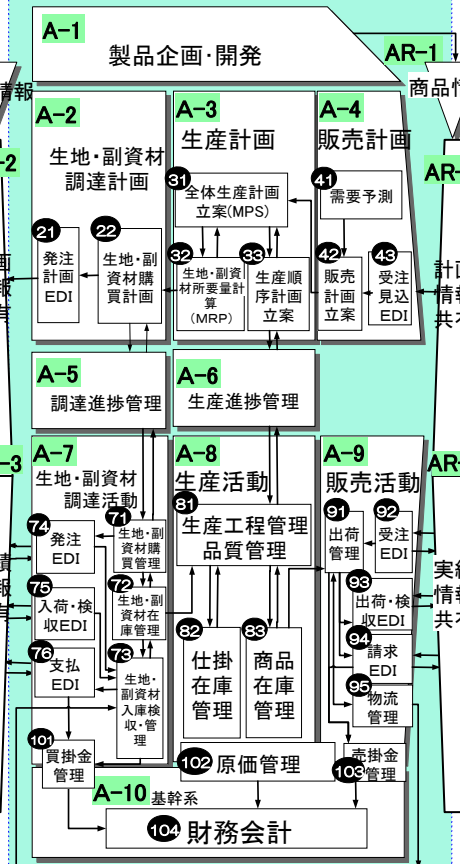 A-1
製品企画・開発
AR-1
商品
情報
A-2
生地・副資材
調達計画
A-3
生産計画
A-4
販売計画
-2
AR-
31
全体生産計画
立案(MPS)
41
需要予測
21
発注
計画
EDI
22
生地・副
資材購
買計画
32
生地・副資
材所要量計
算
(MRP)
33
生産順
序計画
立案
42
販売
計画
立案
43
受注
見込
EDI
計画
情報
A-5
調達進捗管理
A-6
生産進捗管理
-3
AR-
A-7
生地・副資材
調達活動
A-8
生産活動
A-9
販売活動
74
発注
EDI
71
生地・副
資材購
買管理
81
生産工程管理
品質管理
91
出荷
管理
92
受注
EDI
75
入荷・検
収EDI
72
生地・副
資材在
庫管理
93
出荷・検
収EDI
76
支払
EDI
73
生地・
副資材
入庫検
収・管
理
82
仕掛
在庫
管理
83
商品
在庫
管理
94
請求
EDI
95
物流
管理
情報
101
買掛金
管理
102
原価管理
103
売掛金
管理
A-10
基幹系
104
財務会計